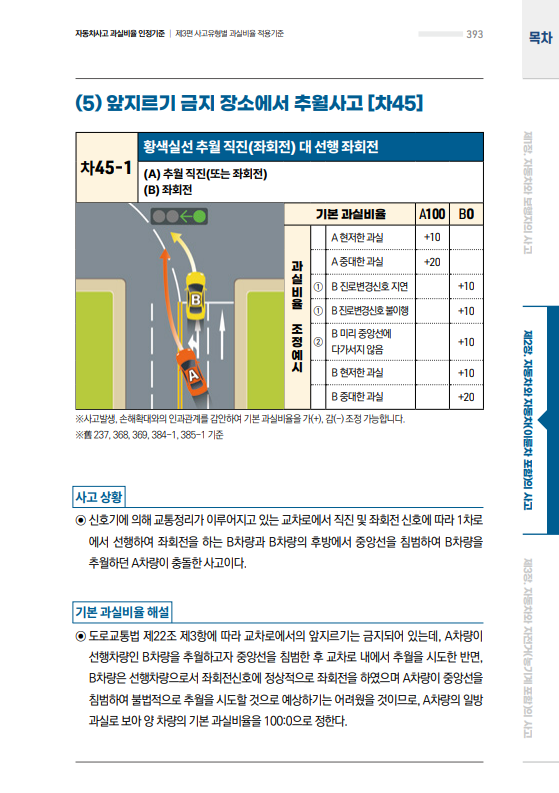 자동차사고 과실비율 인정기준 | 제3편 사고유형별 과실비율 적용기준
393
목차
(5) 앞지르기 금지 장소에서 추월사고 [차45]
차45-1
황색실선 추월 직진(좌회전) 대 선행 좌회전
(A) 추월 직진(또는 좌회전)
(B) 좌회전
기본 과실비율 A100 B0
과실비율 조정예시
A 현저한 과실 +10
A 중대한 과실 +20
① B 진로변경신호 지연 +10
① B 진로변경신호 불이행 +10
② B 미리 중앙선에
다가서지 않음 +10
B 현저한 과실 +10
B 중대한 과실 +20
B
A
※사고발생, 손해확대와의 인과관계를 감안하여 기본 과실비율을 가(+), 감(-) 조정 가능합니다.
※舊 237, 368, 369, 384-1, 385-1 기준
사고 상황
◉ 신호기에 의해 교통정리가 이루어지고 있는 교차로에서 직진 및 좌회전 신호에 따라 1차로
에서 선행하여 좌회전을 하는 B차량과 B차량의 후방에서 중앙선을 침범하여 B차량을
추월하던 A차량이 충돌한 사고이다.
기본 과실비율 해설
◉ 도로교통법 제22조 제3항에 따라 교차로에서의 앞지르기는 금지되어 있는데, A차량이
선행차량인 B차량을 추월하고자 중앙선을 침범한 후 교차로 내에서 추월을 시도한 반면,
B차량은 선행차량으로서 좌회전신호에 정상적으로 좌회전을 하였으며 A차량이 중앙선을
침범하여 불법적으로 추월을 시도할 것으로 예상하기는 어려웠을 것이므로, A차량의 일방
과실로 보아 양 차량의 기본 과실비율을 100:0으로 정한다.
제1장. 자동차와 보행자의 사고
제2장. 자동차와 자동차(이륜차 포함)의 사고
제3장. 자동차와 자전거(농기계 포함)의 사고